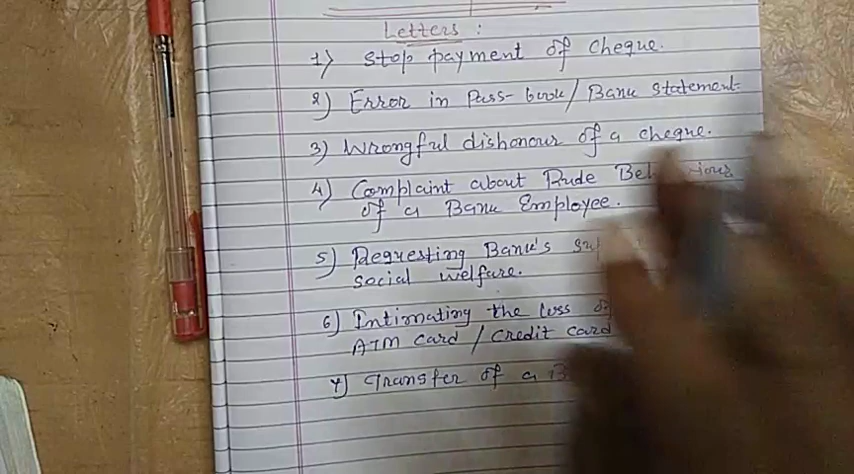 Letters :
1) Stop payment of cheque.
2) Error in Pass-book/Bank statement.
3) Wrongful dishonour of a cheque.
4) Complaint about Rude
of a Bank Employee.
5) Requesting Bank's
social welfare.
6) Intimating the loss of
ATM card / credit card
7) Transfer of a